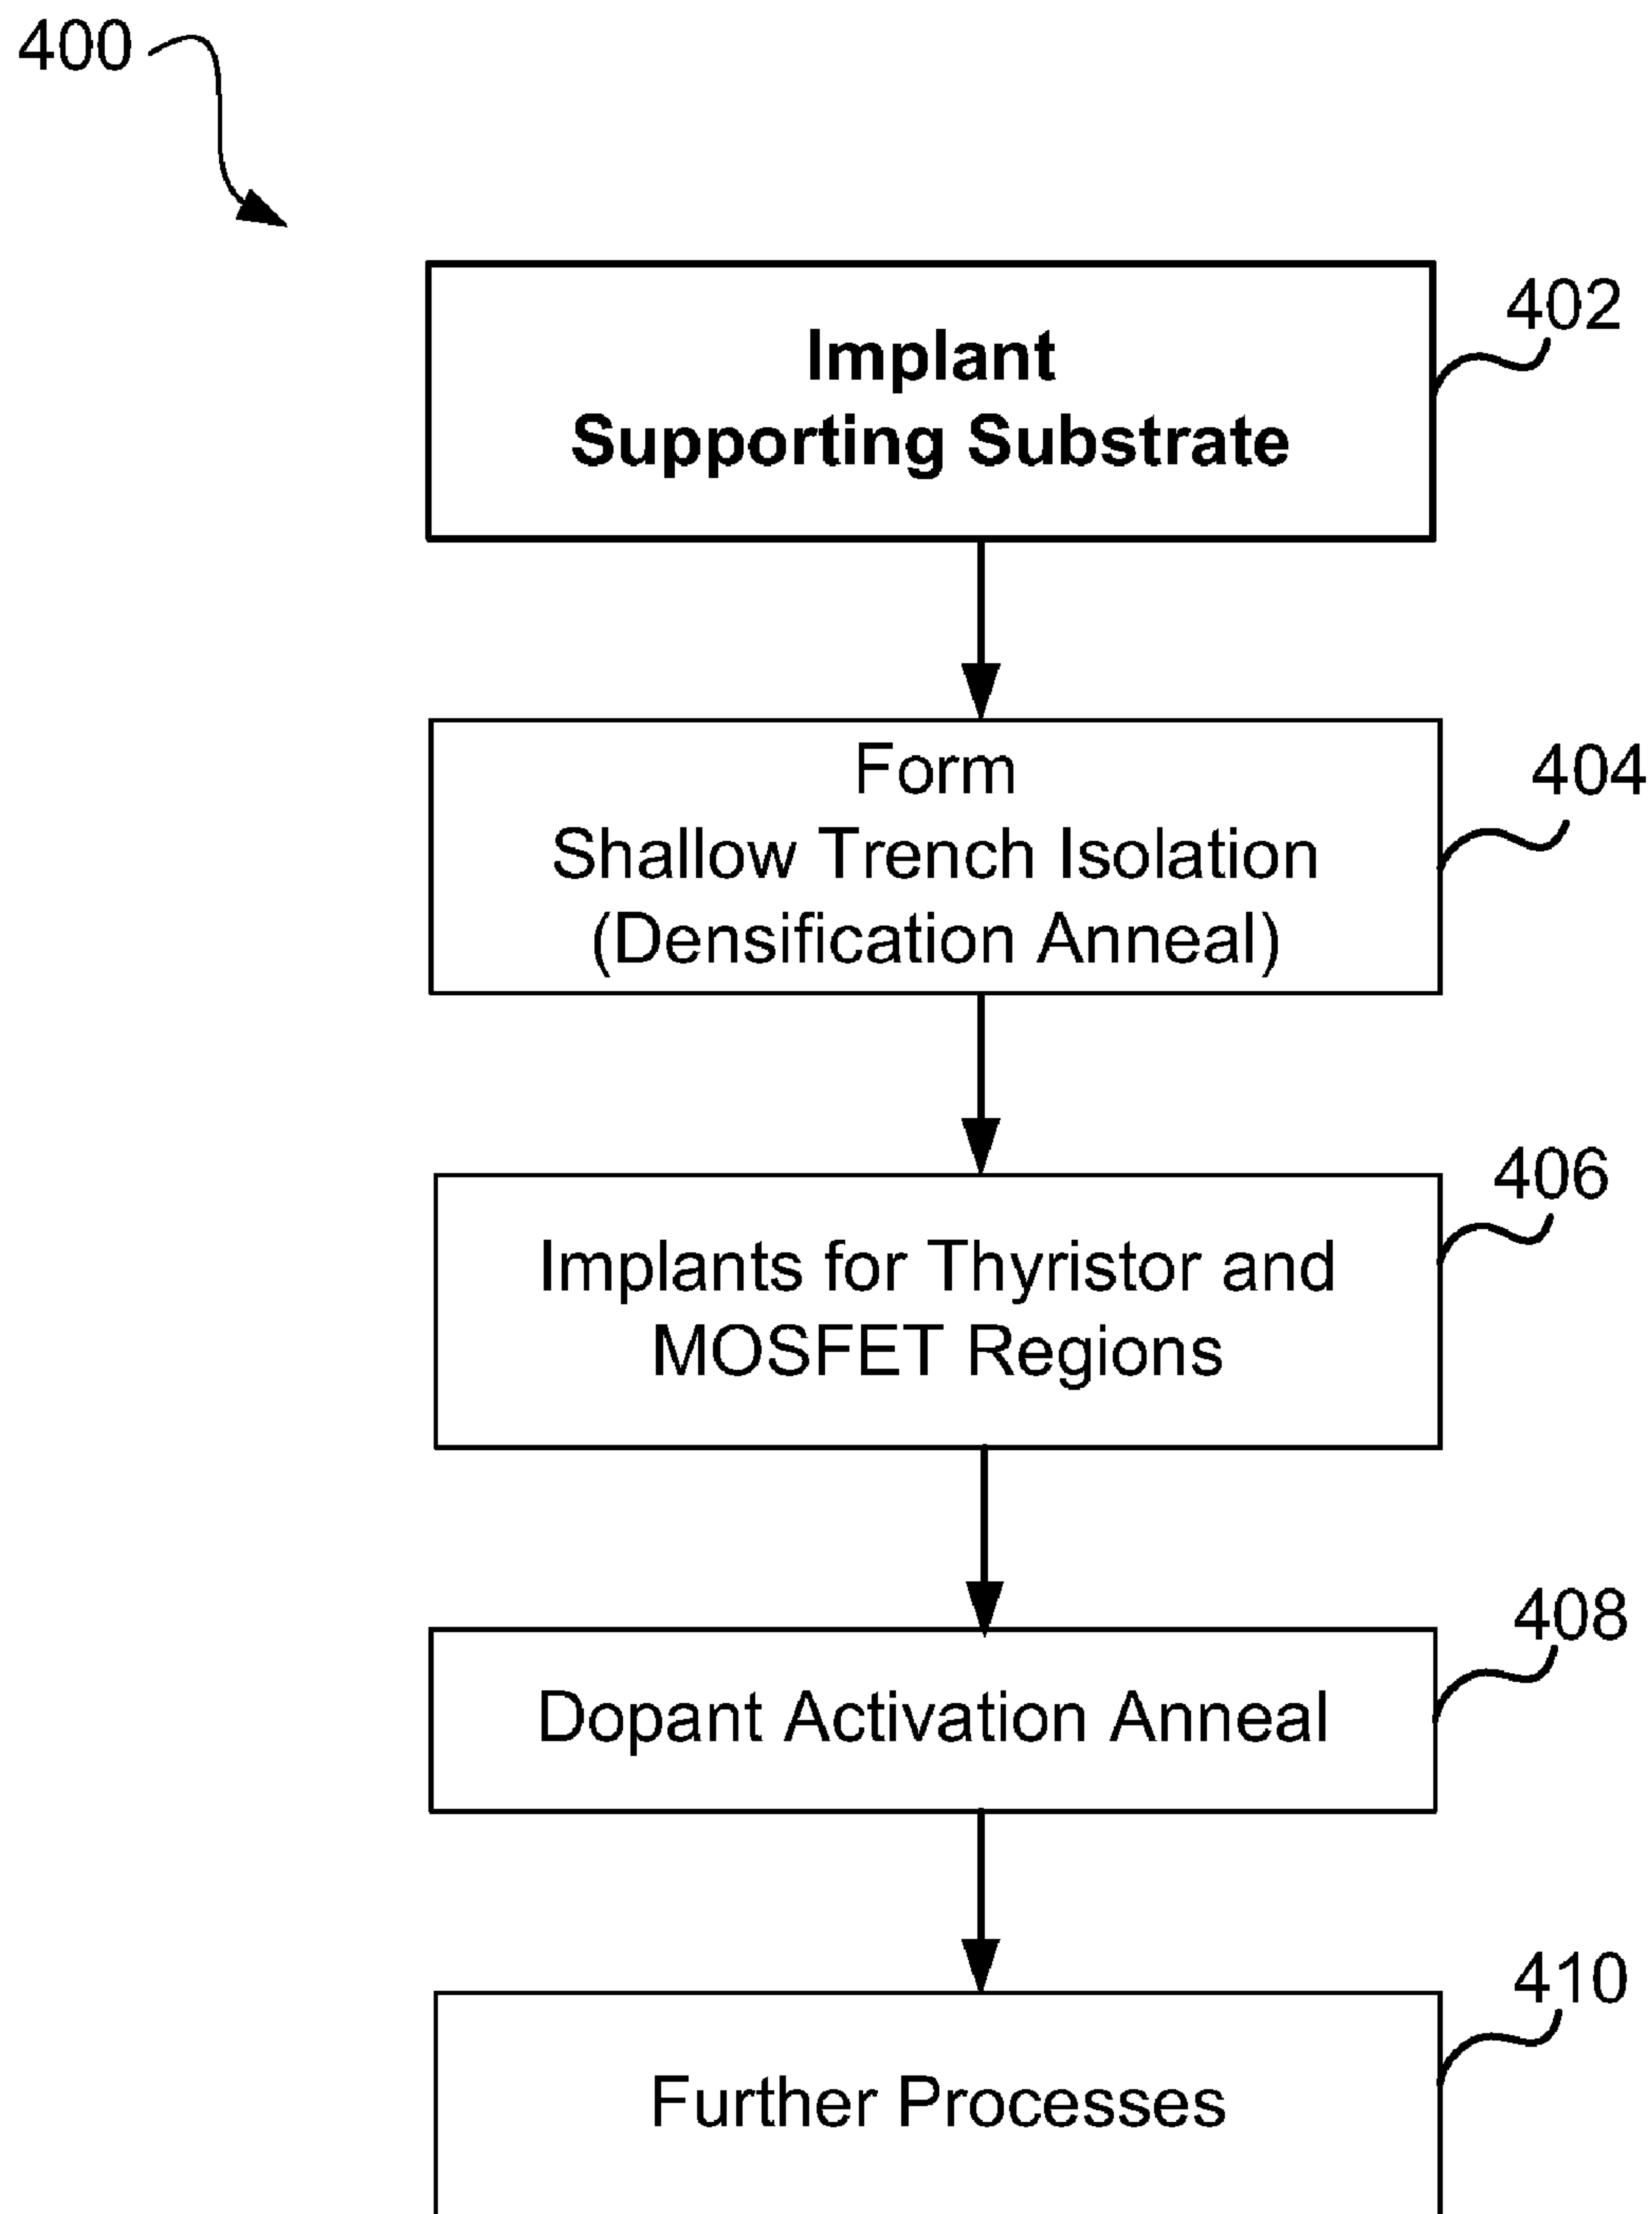 400
Implant
Supporting Substrate
402
Form
Shallow Trench Isolation
(Densification Anneal)
404
Implants for Thyristor and
MOSFET Regions
406
Dopant Activation Anneal
408
Further Processes
410